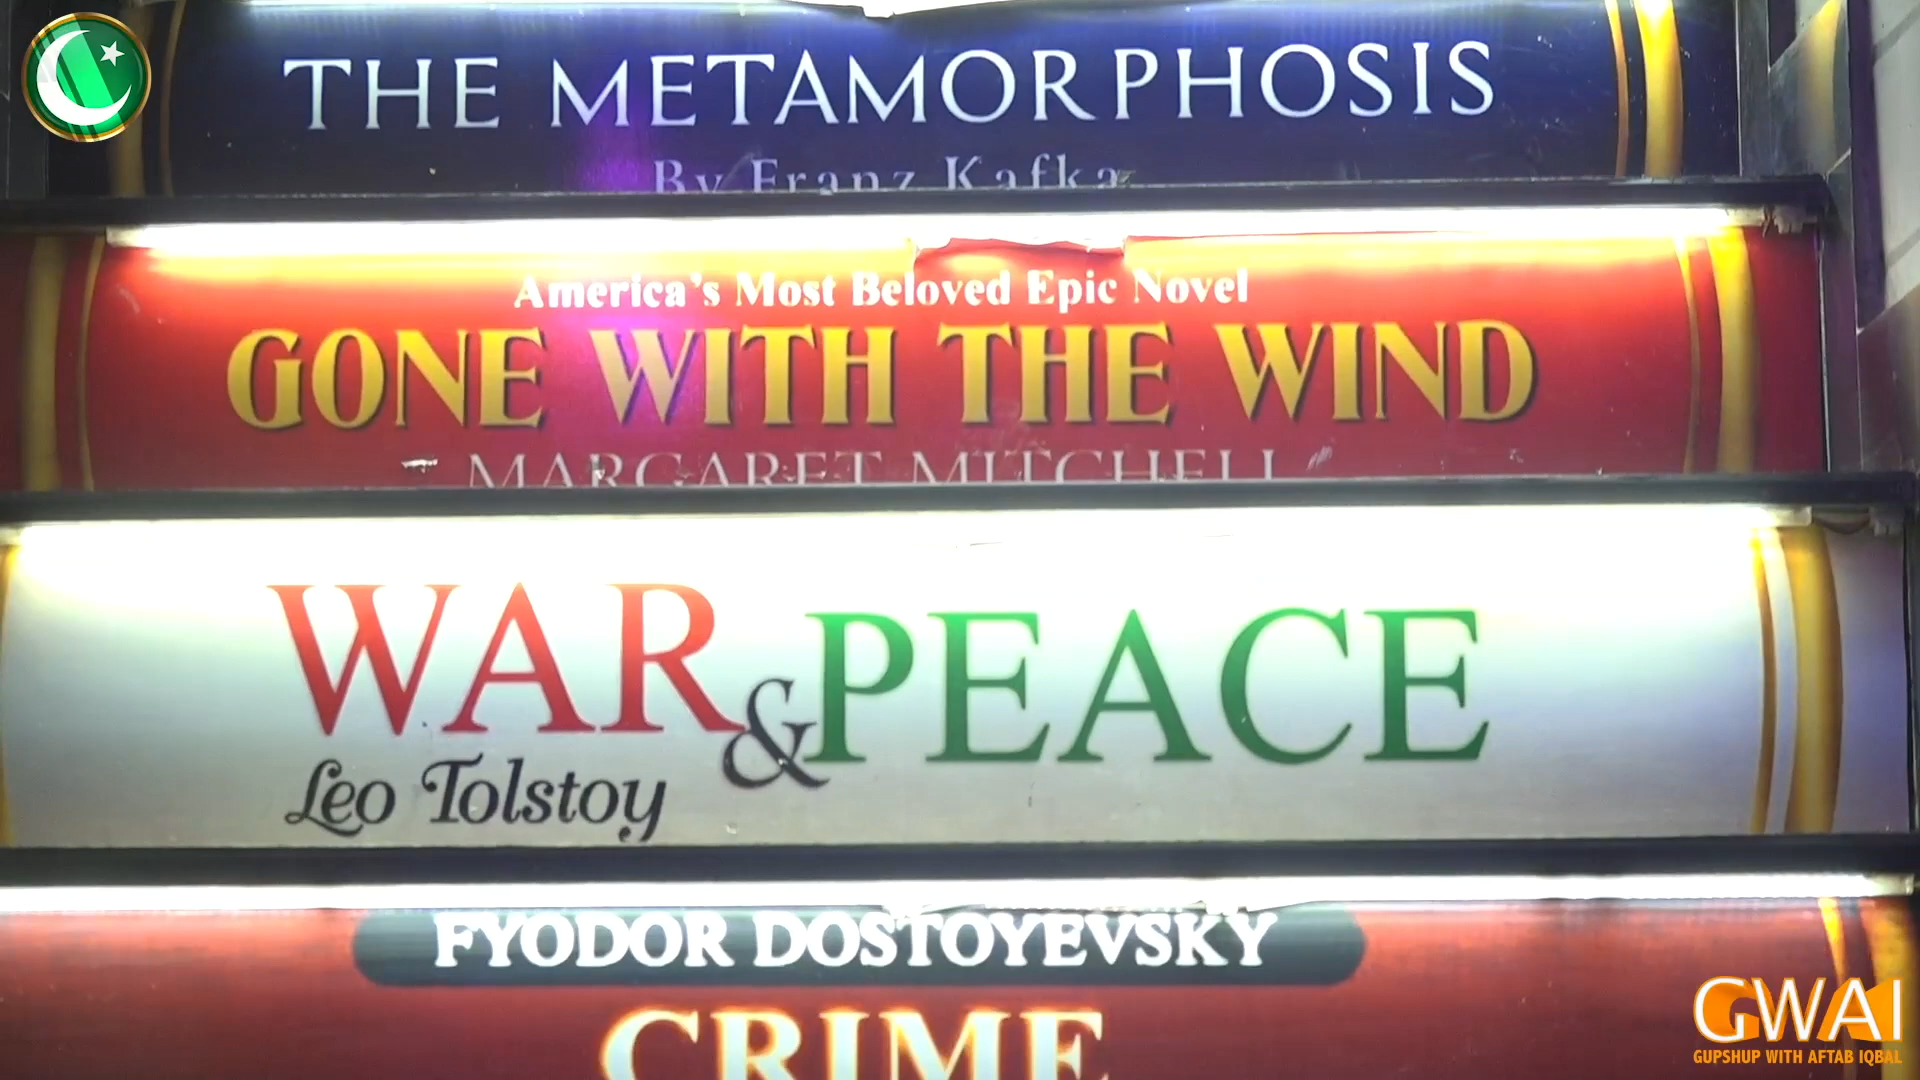 THE METAMORPHOSIS
By Franz Kafka
America's Most Beloved Epic Novel
GONE WITH THE WIND
MARGARET MITCHELL
WAR & PEACE
Leo Tolstoy
FYODOR DOSTOYEVSKY
CRIME
GWAI
GUPSHUP WITH AFTAB IQBAL